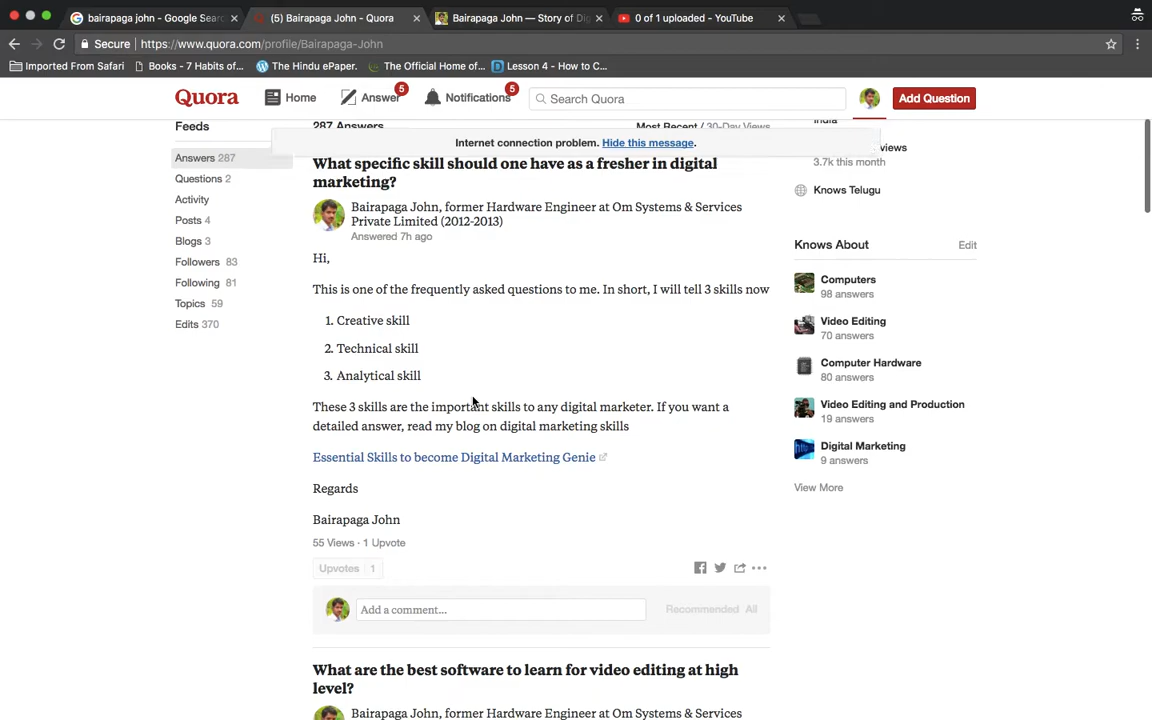 bairapaga john - Google Sear
(5) Bairapaga John - Quora
Bairapaga John — Story of Dig
0 of 1 uploaded - YouTube
Secure
https://www.quora.com/profile/Bairapaga-John
Imported From Safari
Books - 7 Habits of...
The Hindu ePaper.
The Official Home of...
Lesson 4 - How to C...
Quora
Home
Answer
5
Notifications
5
Search Quora
Add Question
Feeds
287 Answers
Most Recent / 30-Day Views
India
Internet connection problem. Hide this message.
views
3.7k this month
Knows Telugu
Answers 287
Questions 2
Activity
Posts 4
Blogs 3
Followers 83
Following 81
Topics 59
Edits 370
What specific skill should one have as a fresher in digital
marketing?
Bairapaga John, former Hardware Engineer at Om Systems & Services
Private Limited (2012-2013)
Answered 7h ago
Hi,
This is one of the frequently asked questions to me. In short, I will tell 3 skills now
1. Creative skill
2. Technical skill
3. Analytical skill
These 3 skills are the important skills to any digital marketer. If you want a
detailed answer, read my blog on digital marketing skills
Essential Skills to become Digital Marketing Genie
Regards
Bairapaga John
55 Views · 1 Upvote
Upvotes 1
Add a comment...
Recommended All
What are the best software to learn for video editing at high
level?
Bairapaga John, former Hardware Engineer at Om Systems & Services
Knows About
Edit
Computers
98 answers
Video Editing
70 answers
Computer Hardware
80 answers
Video Editing and Production
19 answers
Digital Marketing
9 answers
View More